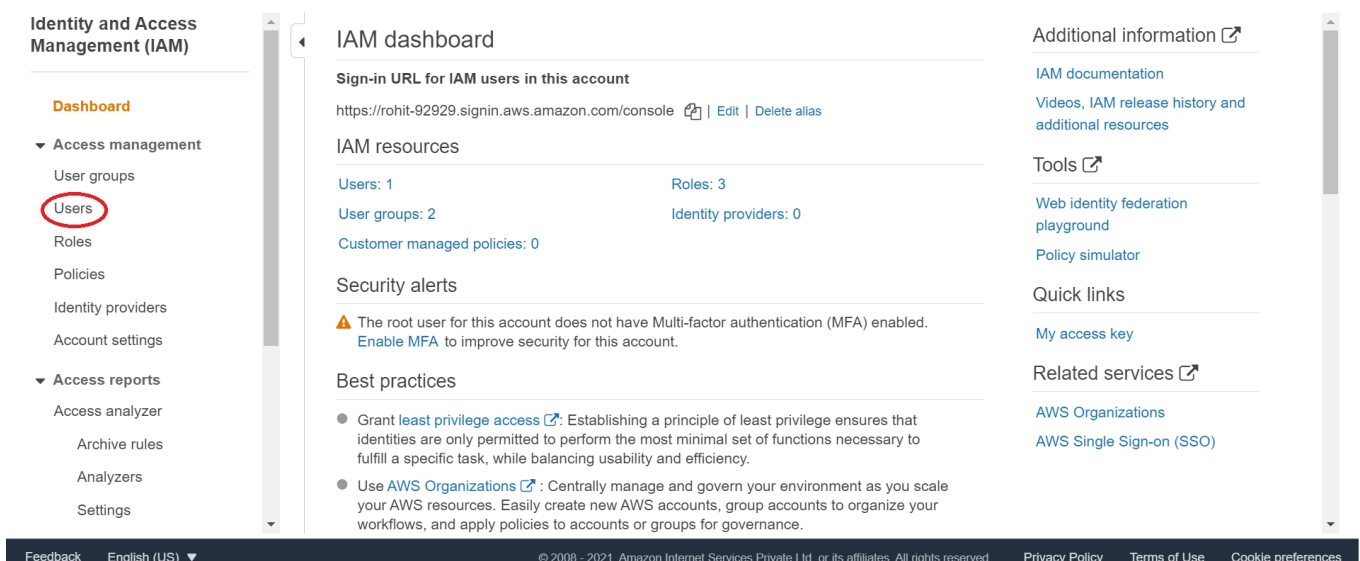 Identity and Access
Management (IAM)
Dashboard
Access management
User groups
Users
Roles
Policies
Identity providers
Account settings
Access reports
Access analyzer
Archive rules
Analyzers
Settings
IAM dashboard
Sign-in URL for IAM users in this account
https://rohit-92929.signin.aws.amazon.com/console | Edit | Delete alias
IAM resources
Users: 1 Roles: 3
User groups: 2 Identity providers: 0
Customer managed policies: 0
Security alerts
The root user for this account does not have Multi-factor authentication (MFA) enabled.
Enable MFA to improve security for this account.
Best practices
Grant least privilege access : Establishing a principle of least privilege ensures that
identities are only permitted to perform the most minimal set of functions necessary to
fulfill a specific task, while balancing usability and efficiency.
Use AWS Organizations : Centrally manage and govern your environment as you scale
your AWS resources. Easily create new AWS accounts, group accounts to organize your
workflows, and apply policies to accounts or groups for governance.
Additional information
IAM documentation
Videos, IAM release history and
additional resources
Tools
Web identity federation
playground
Policy simulator
Quick links
My access key
Related services
AWS Organizations
AWS Single Sign-on (SSO)
Feedback English (US) © 2008 - 2021, Amazon Internet Services Private Ltd. or its affiliates. All rights reserved. Privacy Policy Terms of Use Cookie preferences